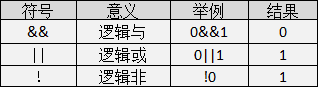 符号 意义 举例 结果
&& 逻辑与 0&&1 0
|| 逻辑或 0||1 1
! 逻辑非 !0 1